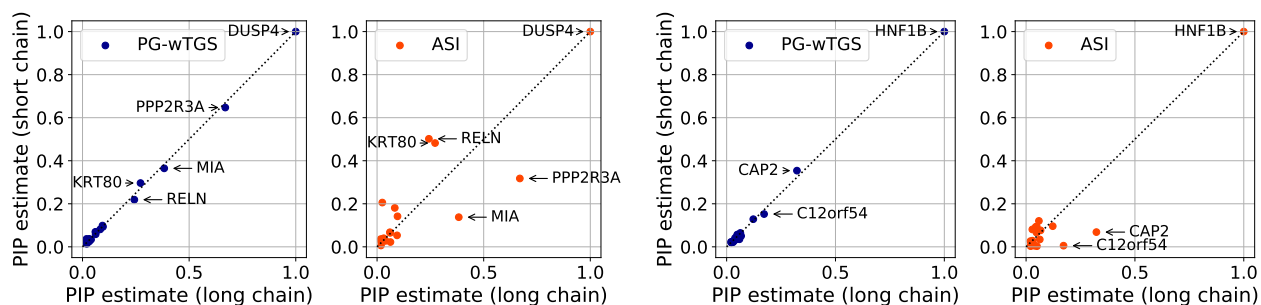 PIP estimate (short chain)
1.0
0.8
0.6
0.4
0.2
0.0
PG-wTGS
DUSP4
PPP2R3A
MIA
KRT80
RELN
0.0
0.5
1.0
PIP estimate (long chain)
1.0
0.8
0.6
0.4
0.2
0.0
ASI
DUSP4
RELN
KRT80
PPP2R3A
MIA
0.0
0.5
1.0
PIP estimate (long chain)
PIP estimate (short chain)
1.0
0.8
0.6
0.4
0.2
0.0
PG-wTGS
HNF1B
CAP2
C12orf54
0.0
0.5
1.0
PIP estimate (long chain)
1.0
0.8
0.6
0.4
0.2
0.0
ASI
HNF1B
CAP2
C12orf54
0.0
0.5
1.0
PIP estimate (long chain)